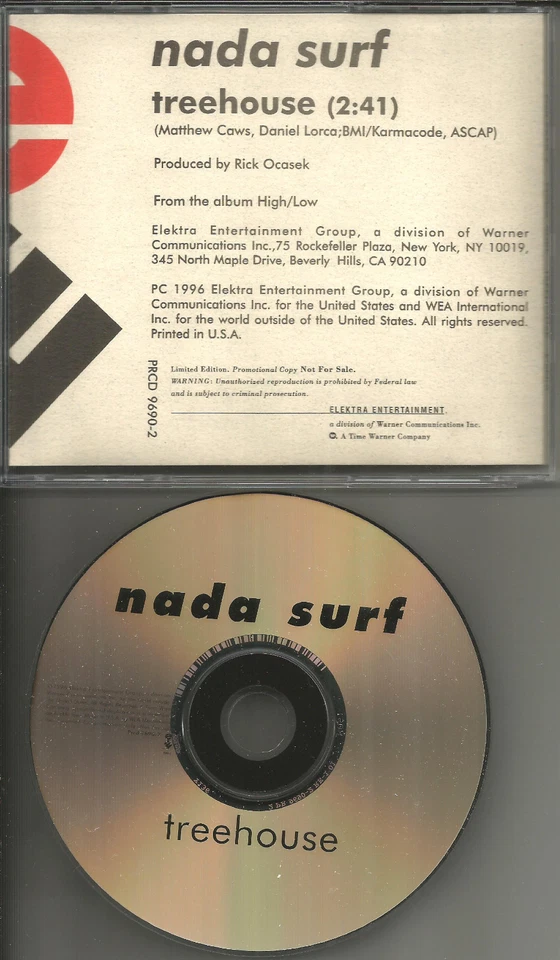 nada surf
treehouse (2:41)
(Matthew Caws, Daniel Lorca;BMI/Karmacode, ASCAP)
Produced by Rick Ocasek
From the album High/Low
Elektra Entertainment Group, a division of Warner
Communications Inc.,75 Rockefeller Plaza, New York, NY 10019,
345 North Maple Drive, Beverly Hills, CA 90210
PC 1996 Elektra Entertainment Group, a division of Warner
Communications Inc. for the United States and WEA International
Inc. for the world outside of the United States. All rights reserved.
Printed in U.S.A.
PRCD 9690-2
Limited Edition. Promotional Copy Not For Sale.
WARNING: Unauthorized reproduction is prohibited by Federal law
and is subject to criminal prosecution.
ELEKTRA ENTERTAINMENT,
a division of Warner Communications Inc.
A Time Warner Company
nada surf
treehouse